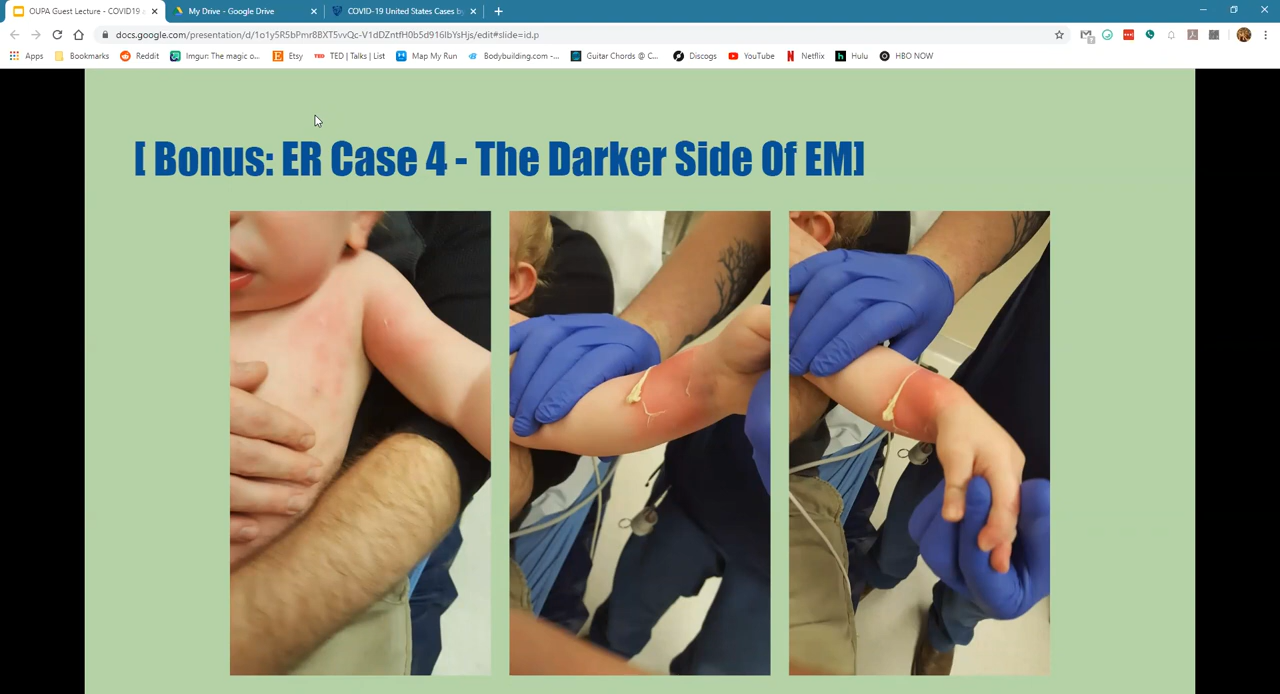 OUPA Guest Lecture - COVID19 a
My Drive - Google Drive
COVID-19 United States Cases by
docs.google.com/presentation/d/1o1y5R5bPmr8BXT5vvQc-V1dDZntfH0b5d916IbYsHjs/edit#slide=id.p
Apps
Bookmarks
Reddit
Imgur: The magic o...
Etsy
TED | Talks | List
Map My Run
Bodybuilding.com -...
Guitar Chords @ C...
Discogs
YouTube
Netflix
Hulu
HBO NOW
[ Bonus: ER Case 4 - The Darker Side Of EM]